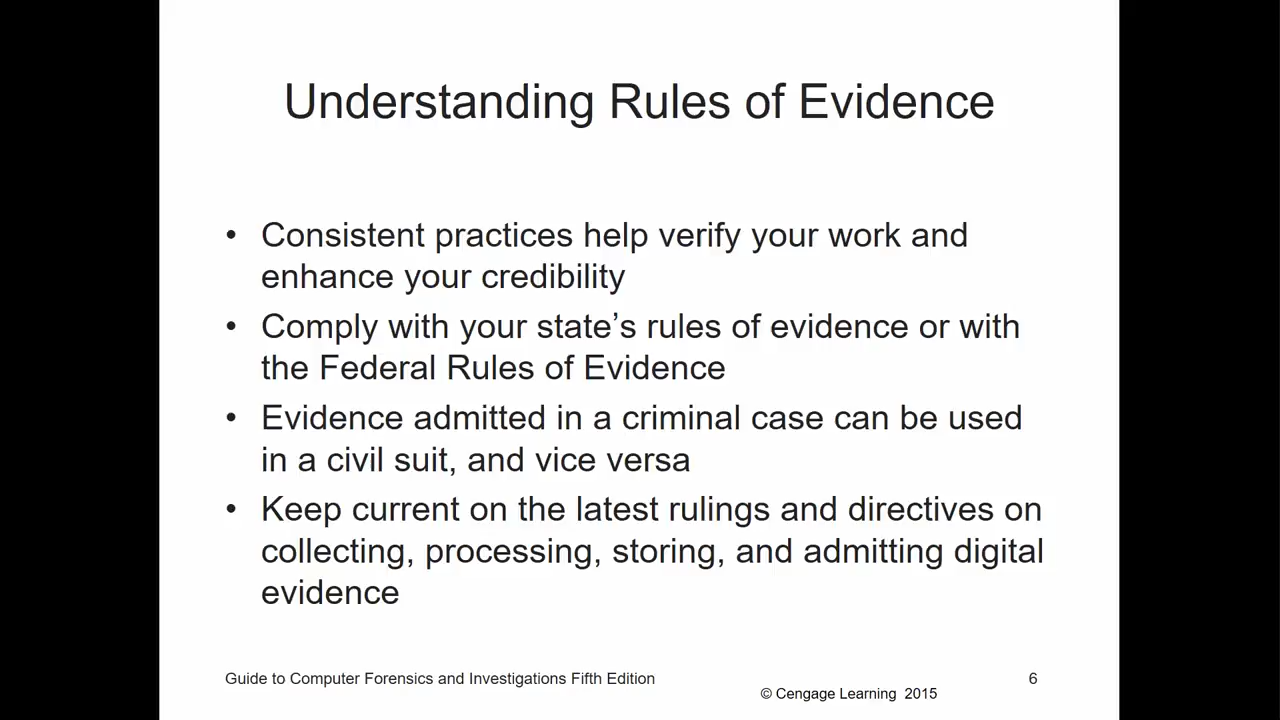 Understanding Rules of Evidence
• Consistent practices help verify your work and
enhance your credibility
• Comply with your state’s rules of evidence or with
the Federal Rules of Evidence
• Evidence admitted in a criminal case can be used
in a civil suit, and vice versa
• Keep current on the latest rulings and directives on
collecting, processing, storing, and admitting digital
evidence
Guide to Computer Forensics and Investigations Fifth Edition
6
© Cengage Learning 2015